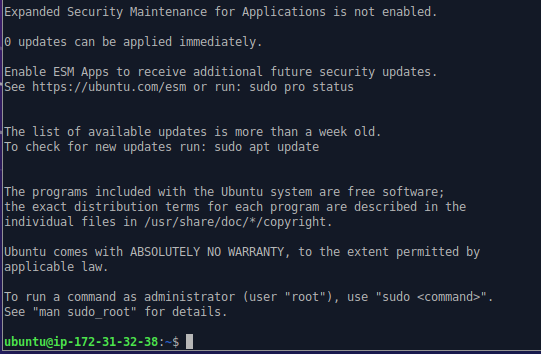 Expanded Security Maintenance for Applications is not enabled.
0 updates can be applied immediately.
Enable ESM Apps to receive additional future security updates.
See https://ubuntu.com/esm or run: sudo pro status
The list of available updates is more than a week old.
To check for new updates run: sudo apt update
The programs included with the Ubuntu system are free software;
the exact distribution terms for each program are described in the
individual files in /usr/share/doc/*/copyright.
Ubuntu comes with ABSOLUTELY NO WARRANTY, to the extent permitted by
applicable law.
To run a command as administrator (user "root"), use "sudo <command>".
See "man sudo_root" for details.
ubuntu@ip-172-31-32-38:~$